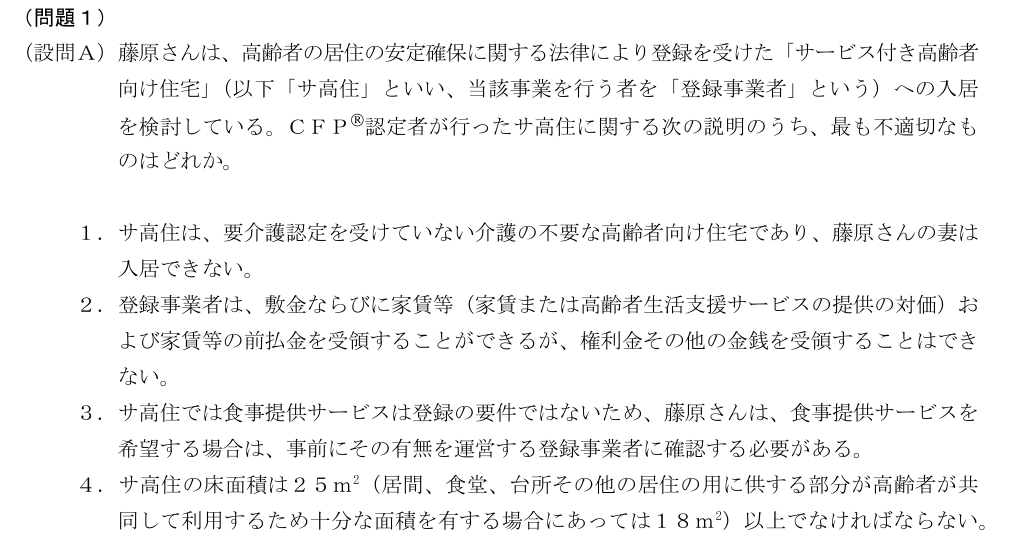 （問題１）
（設問Ａ）藤原さんは、高齢者の居住の安定確保に関する法律により登録を受けた「サービス付き高齢者
向け住宅」（以下「サ高住」といい、当該事業を行う者を「登録事業者」という）への入居
を検討している。ＣＦＰ®認定者が行ったサ高住に関する次の説明のうち、最も不適切なも
のはどれか。
１．サ高住は、要介護認定を受けていない介護の不要な高齢者向け住宅であり、藤原さんの妻は
入居できない。
２．登録事業者は、敷金ならびに家賃等（家賃または高齢者生活支援サービスの提供の対価）お
よび家賃等の前払金を受領することができるが、権利金その他の金銭を受領することはでき
ない。
３．サ高住では食事提供サービスは登録の要件ではないため、藤原さんは、食事提供サービスを
希望する場合は、事前にその有無を運営する登録事業者に確認する必要がある。
４．サ高住の床面積は２５ｍ²（居間、食堂、台所その他の居住の用に供する部分が高齢者が共
同して利用するため十分な面積を有する場合にあっては１８ｍ²）以上でなければならない。